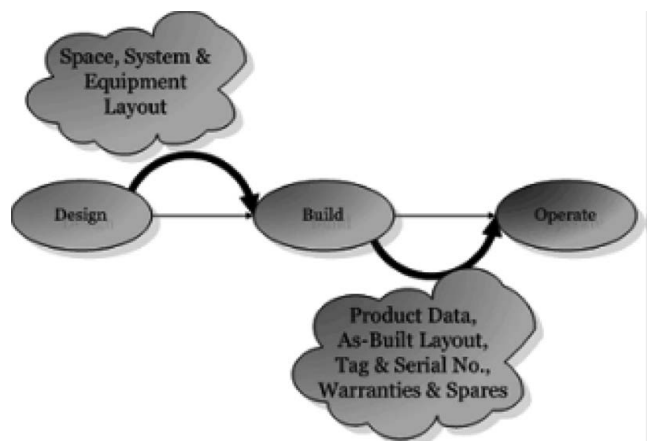 Space, System &
Equipment
Layout
Design
Build
Operate
Product Data,
As-Built Layout,
Tag & Serial No.,
Warranties & Spares